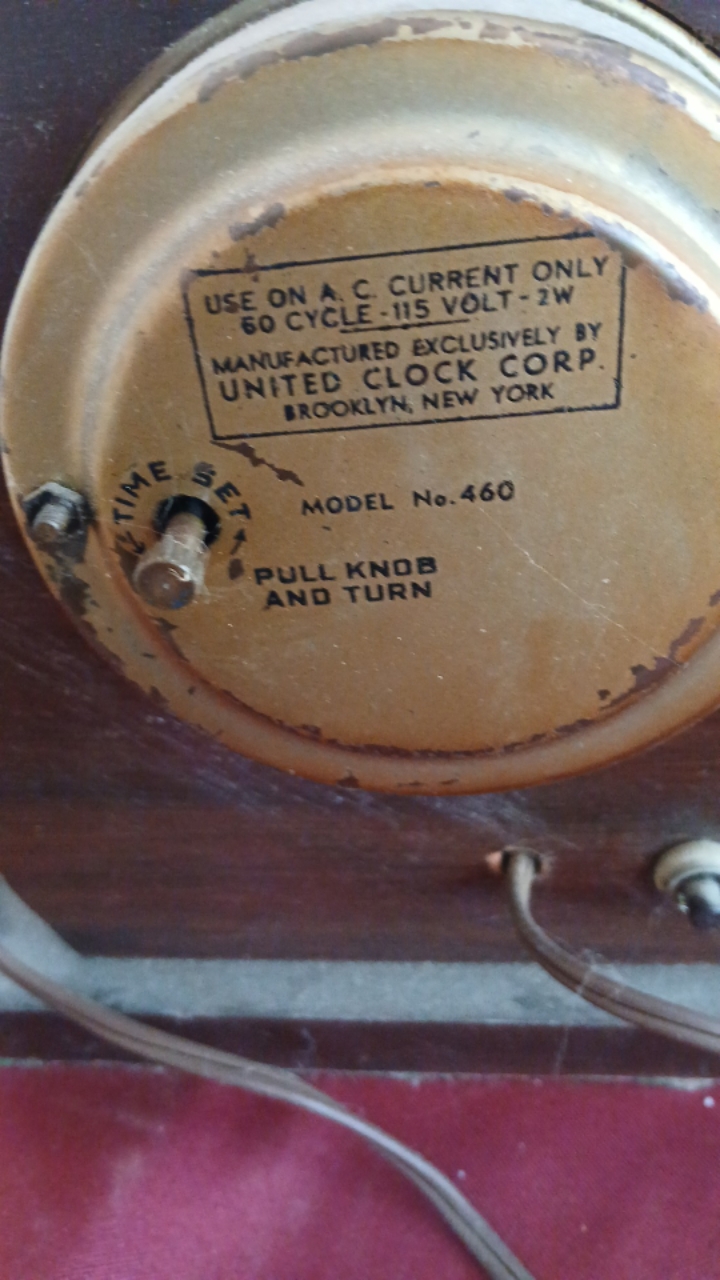 USE ON A.C. CURRENT ONLY
60 CYCLE - 115 VOLT - 2W
MANUFACTURED EXCLUSIVELY BY
UNITED CLOCK CORP.
BROOKLYN, NEW YORK
TIME SET
MODEL No. 460
PULL KNOB
AND TURN